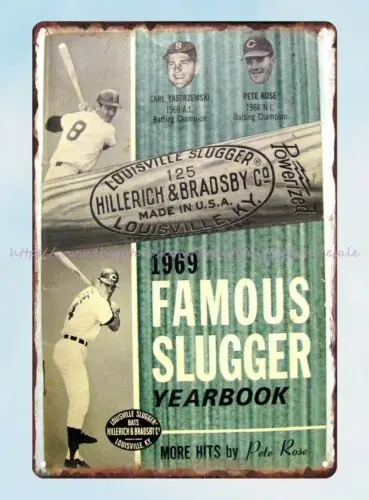 B
C
CARL YASTRZEMSKI
1968 A.L.
Batting Champion
PETE ROSE
1968 N.L.
Batting Champion
8
LOUISVILLE SLUGGER®
125
HILLERICH & BRADSBY Cº
MADE IN U.S.A.
LOUISVILLE, KY.
Powerized
1969
FAMOUS
SLUGGER
YEARBOOK
LOUISVILLE SLUGGER
BATS
HILLERICH & BRADSBY Cº
LOUISVILLE, KY.
MORE HITS by Pete Rose